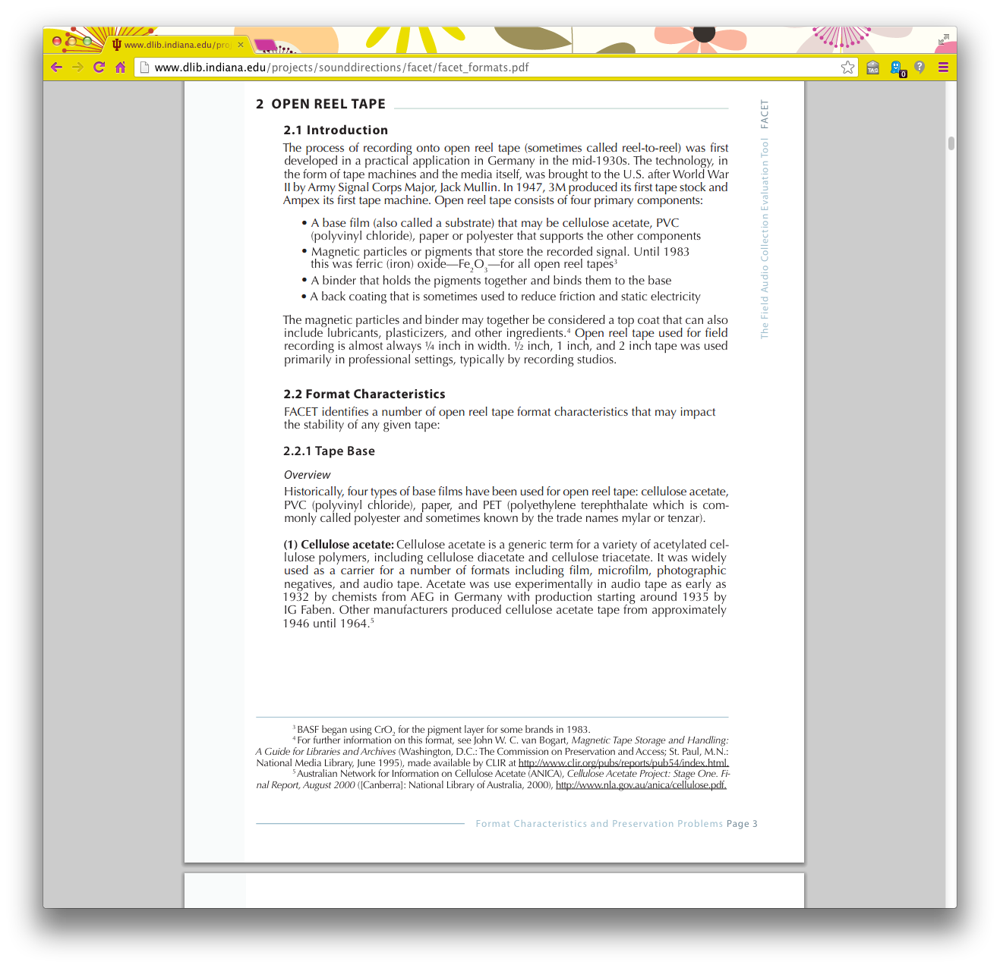 www.dlib.indiana.edu/pro
www.dlib.indiana.edu/projects/sounddirections/facet/facet_formats.pdf
TAG
0
2 OPEN REEL TAPE
2.1 Introduction
The process of recording onto open reel tape (sometimes called reel-to-reel) was first
developed in a practical application in Germany in the mid-1930s. The technology, in
the form of tape machines and the media itself, was brought to the U.S. after World War
II by Army Signal Corps Major, Jack Mullin. In 1947, 3M produced its first tape stock and
Ampex its first tape machine. Open reel tape consists of four primary components:
• A base film (also called a substrate) that may be cellulose acetate, PVC
(polyvinyl chloride), paper or polyester that supports the other components
• Magnetic particles or pigments that store the recorded signal. Until 1983
this was ferric (iron) oxide—Fe₂O₃—for all open reel tapes³
• A binder that holds the pigments together and binds them to the base
• A back coating that is sometimes used to reduce friction and static electricity
The magnetic particles and binder may together be considered a top coat that can also
include lubricants, plasticizers, and other ingredients.⁴ Open reel tape used for field
recording is almost always ¼ inch in width. ½ inch, 1 inch, and 2 inch tape was used
primarily in professional settings, typically by recording studios.
2.2 Format Characteristics
FACET identifies a number of open reel tape format characteristics that may impact
the stability of any given tape:
2.2.1 Tape Base
Overview
Historically, four types of base films have been used for open reel tape: cellulose acetate,
PVC (polyvinyl chloride), paper, and PET (polyethylene terephthalate which is com-
monly called polyester and sometimes known by the trade names mylar or tenzar).
(1) Cellulose acetate: Cellulose acetate is a generic term for a variety of acetylated cel-
lulose polymers, including cellulose diacetate and cellulose triacetate. It was widely
used as a carrier for a number of formats including film, microfilm, photographic
negatives, and audio tape. Acetate was use experimentally in audio tape as early as
1932 by chemists from AEG in Germany with production starting around 1935 by
IG Faben. Other manufacturers produced cellulose acetate tape from approximately
1946 until 1964.⁵
³ BASF began using CrO₂ for the pigment layer for some brands in 1983.
⁴ For further information on this format, see John W. C. van Bogart, Magnetic Tape Storage and Handling:
A Guide for Libraries and Archives (Washington, D.C.: The Commission on Preservation and Access; St. Paul, M.N.:
National Media Library, June 1995), made available by CLIR at http://www.clir.org/pubs/reports/pub54/index.html.
⁵ Australian Network for Information on Cellulose Acetate (ANICA), Cellulose Acetate Project: Stage One. Fi-
nal Report, August 2000 ([Canberra]: National Library of Australia, 2000), http://www.nla.gov.au/anica/cellulose.pdf.
Format Characteristics and Preservation Problems Page 3
The Field Audio Collection Evaluation Tool FACET